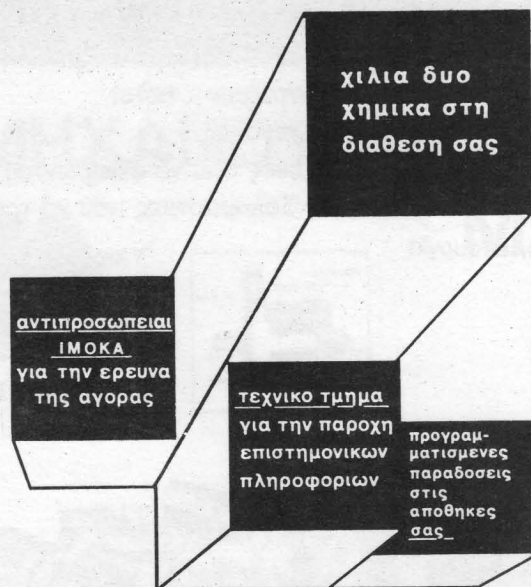 χιλια δυο
χημικα στη
διαθεση σας
αντιπροσωπειαι
ΙΜΟΚΑ
για την ερευνα
της αγορας
τεχνικο τμημα
για την παροχη
επιστημονικων
πληροφοριων
προγραμ-
ματισμενες
παραδοσεις
στις
αποθηκες
σας